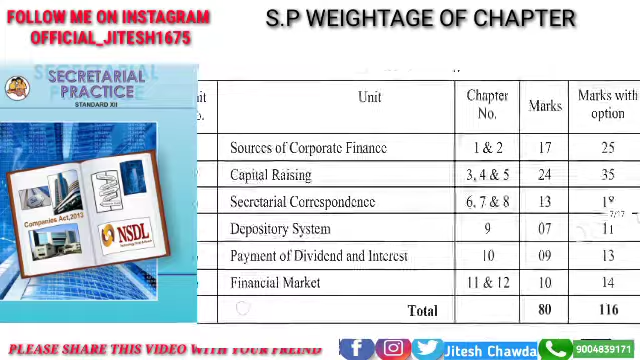 FOLLOW ME ON INSTAGRAM
OFFICIAL_JITESH1675
S.P WEIGHTAGE OF CHAPTER
SECRETARIAL
PRACTICE
STANDARD XII
Companies Act, 2013
NSDL
Unit Chapter No. Marks Marks with option
Sources of Corporate Finance 1 & 2 17 25
Capital Raising 3, 4 & 5 24 35
Secretarial Correspondence 6, 7 & 8 13
Depository System 9 07 11
Payment of Dividend and Interest 10 09 13
Financial Market 11 & 12 10 14
Total 80 116
PLEASE SHARE THIS VIDEO WITH YOUR FREIND
Jitesh Chawda
9004839171